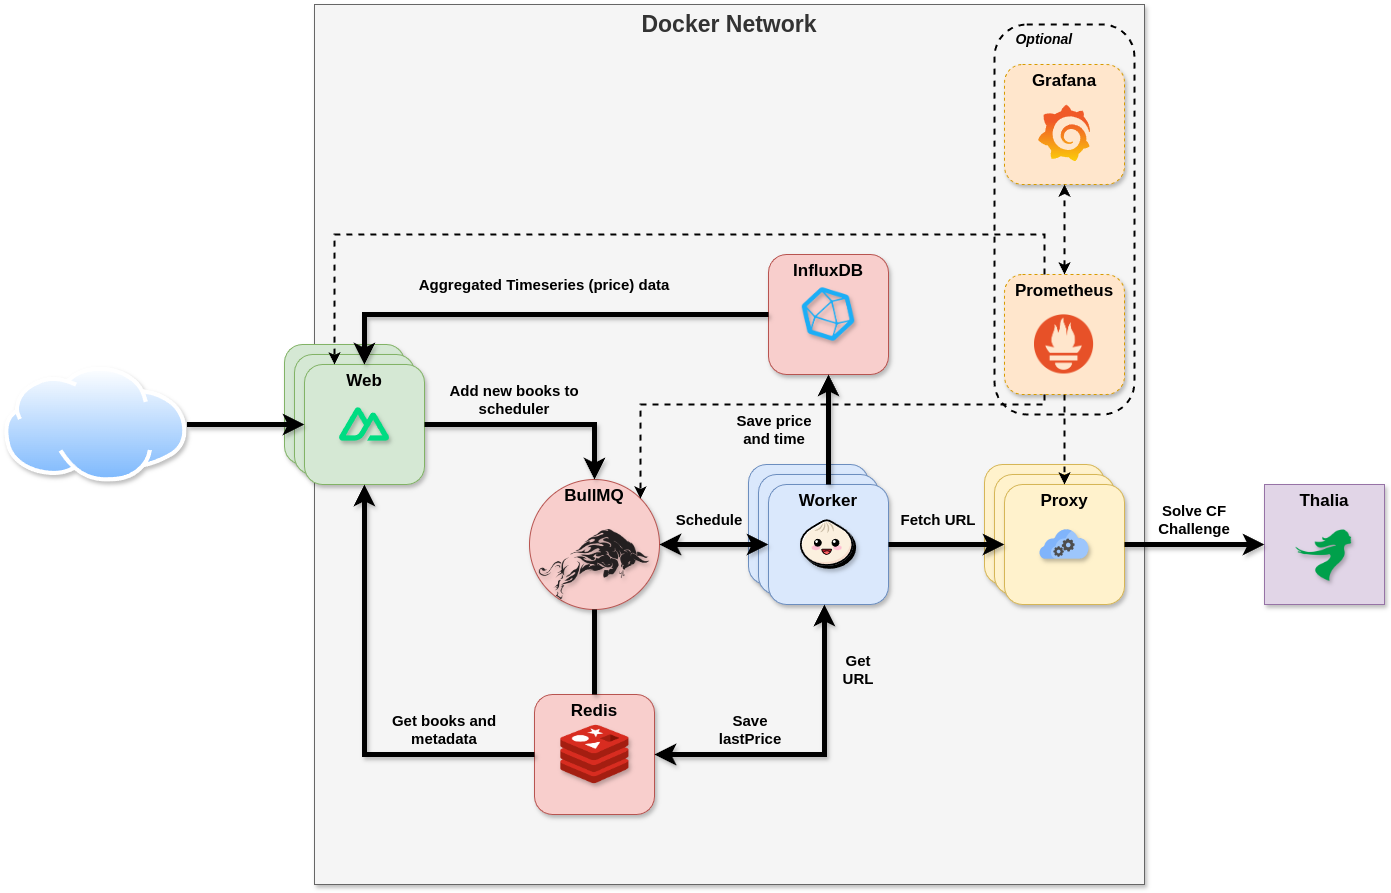 Docker Network
Optional
Grafana
InfluxDB
Prometheus
Aggregated Timeseries (price) data
Web
Add new books to
scheduler
Save price
and time
BullMQ
Schedule
Worker
Fetch URL
Proxy
Solve CF
Challenge
Thalia
Get
URL
Redis
Get books and
metadata
Save
lastPrice